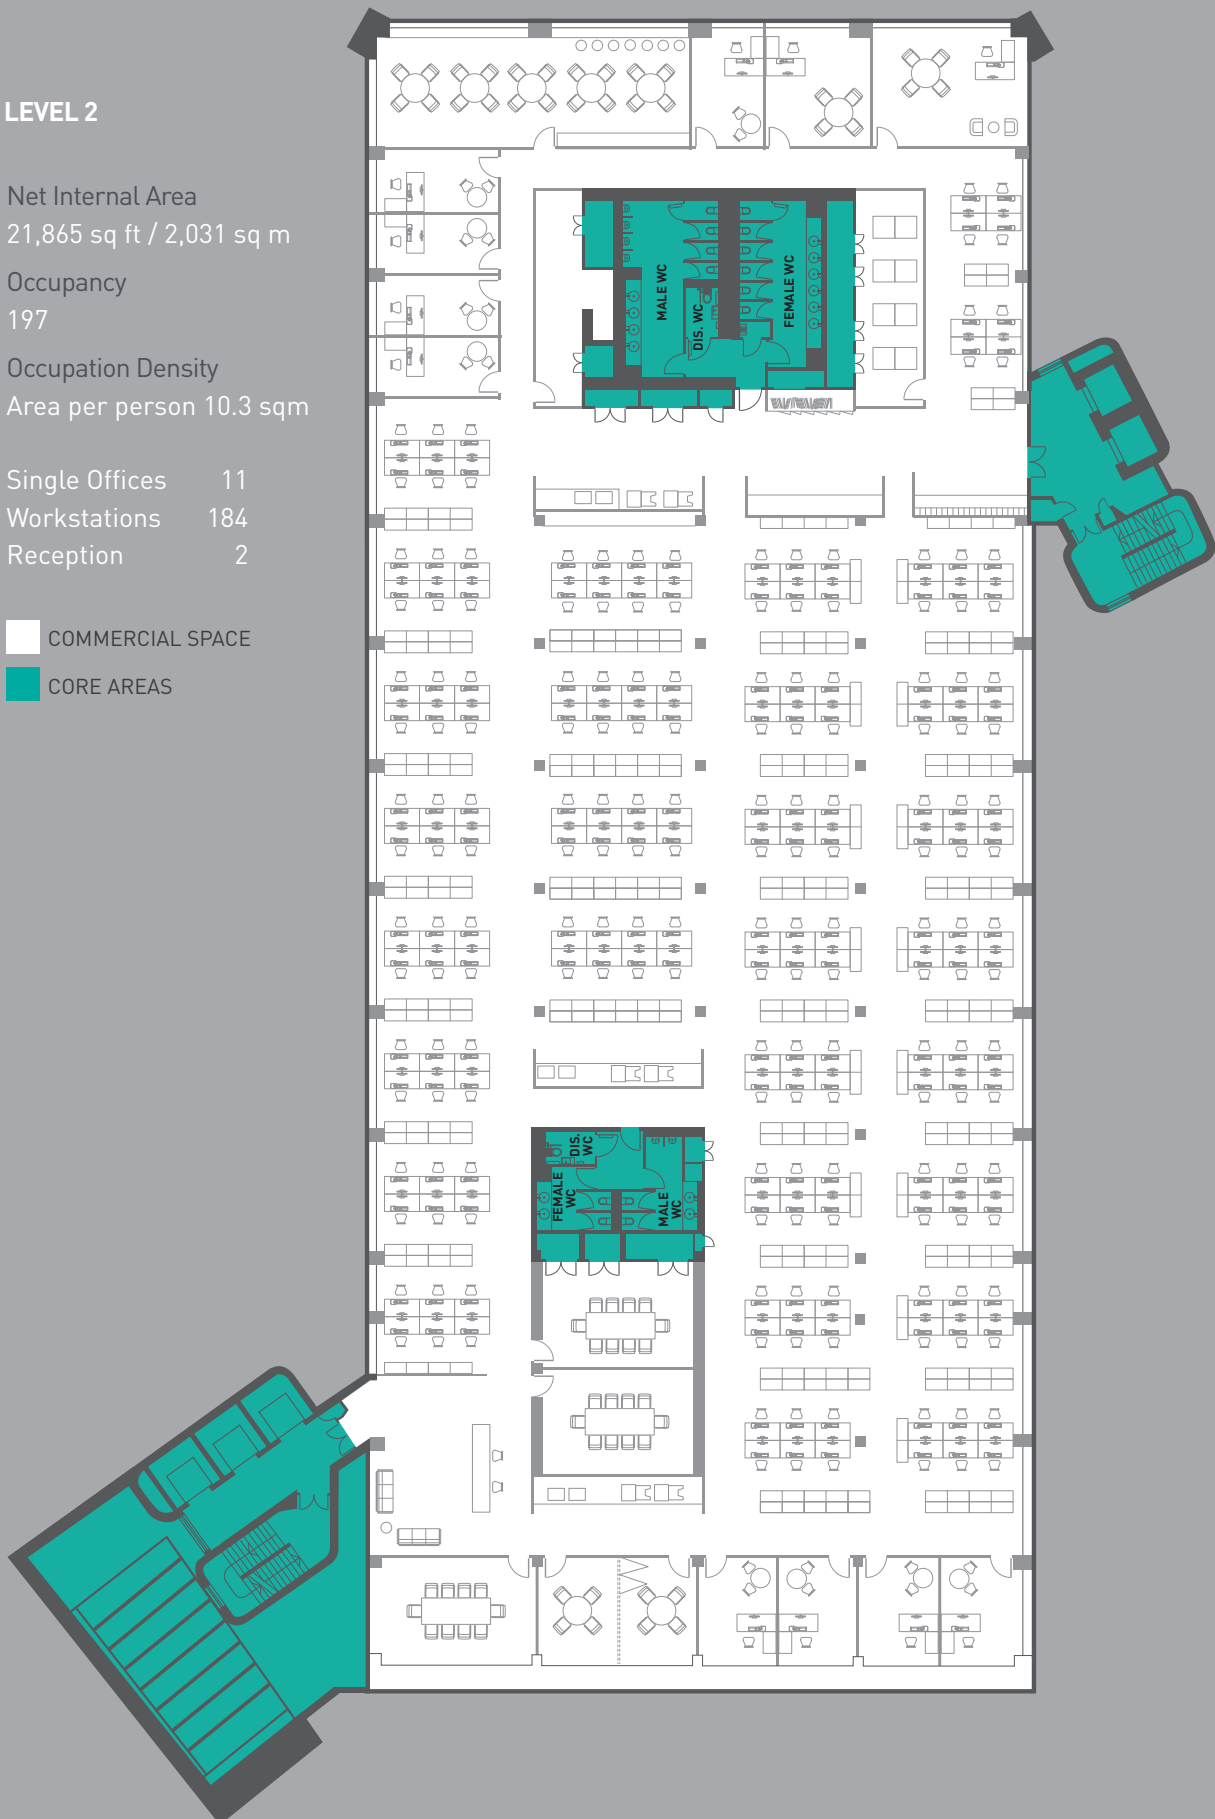 LEVEL 2
Net Internal Area
21,865 sq ft / 2,031 sq m
Occupancy
197
Occupation Density
Area per person 10.3 sqm
Single Offices 11
Workstations 184
Reception 2
COMMERCIAL SPACE
CORE AREAS
MALE WC
DIS. WC
FEMALE WC
DIS.
WC
FEMALE
WC
MALE
WC